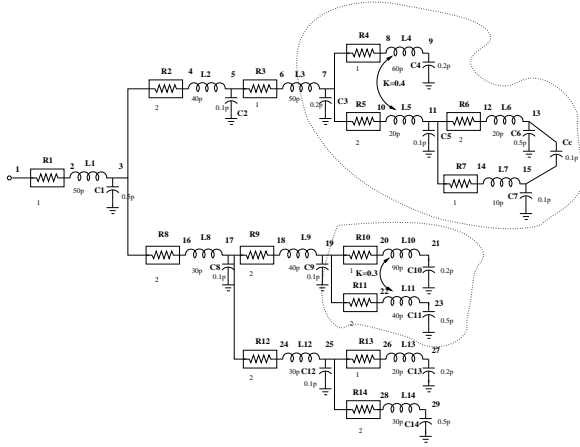 R4 8 L4 9
1 60p C4 0.2p
R2 4 L2 5 R3 6 L3 7
2 40p 0.1p C2 1 50p 0.2p C3
K=0.4
R5 10 L5 11 R6 12 L6 13
2 20p 0.1p C5 2 20p C6 0.5p Cc 0.1p
R7 14 L7 15
1 10p C7 0.1p
1 R1 2 L1 3
1 50p C1 0.5p
R8 16 L8 17 R9 18 L9 19 R10 20 L10 21
2 30p C8 0.1p 2 40p C9 0.1p 1 90p C10 0.2p
K=0.3
R11 22 L11 23
2 40p C11 0.5p
R12 24 L12 25 R13 26 L13 27
2 30p C12 0.1p 1 20p C13 0.2p
R14 28 L14 29
2 30p C14 0.5p